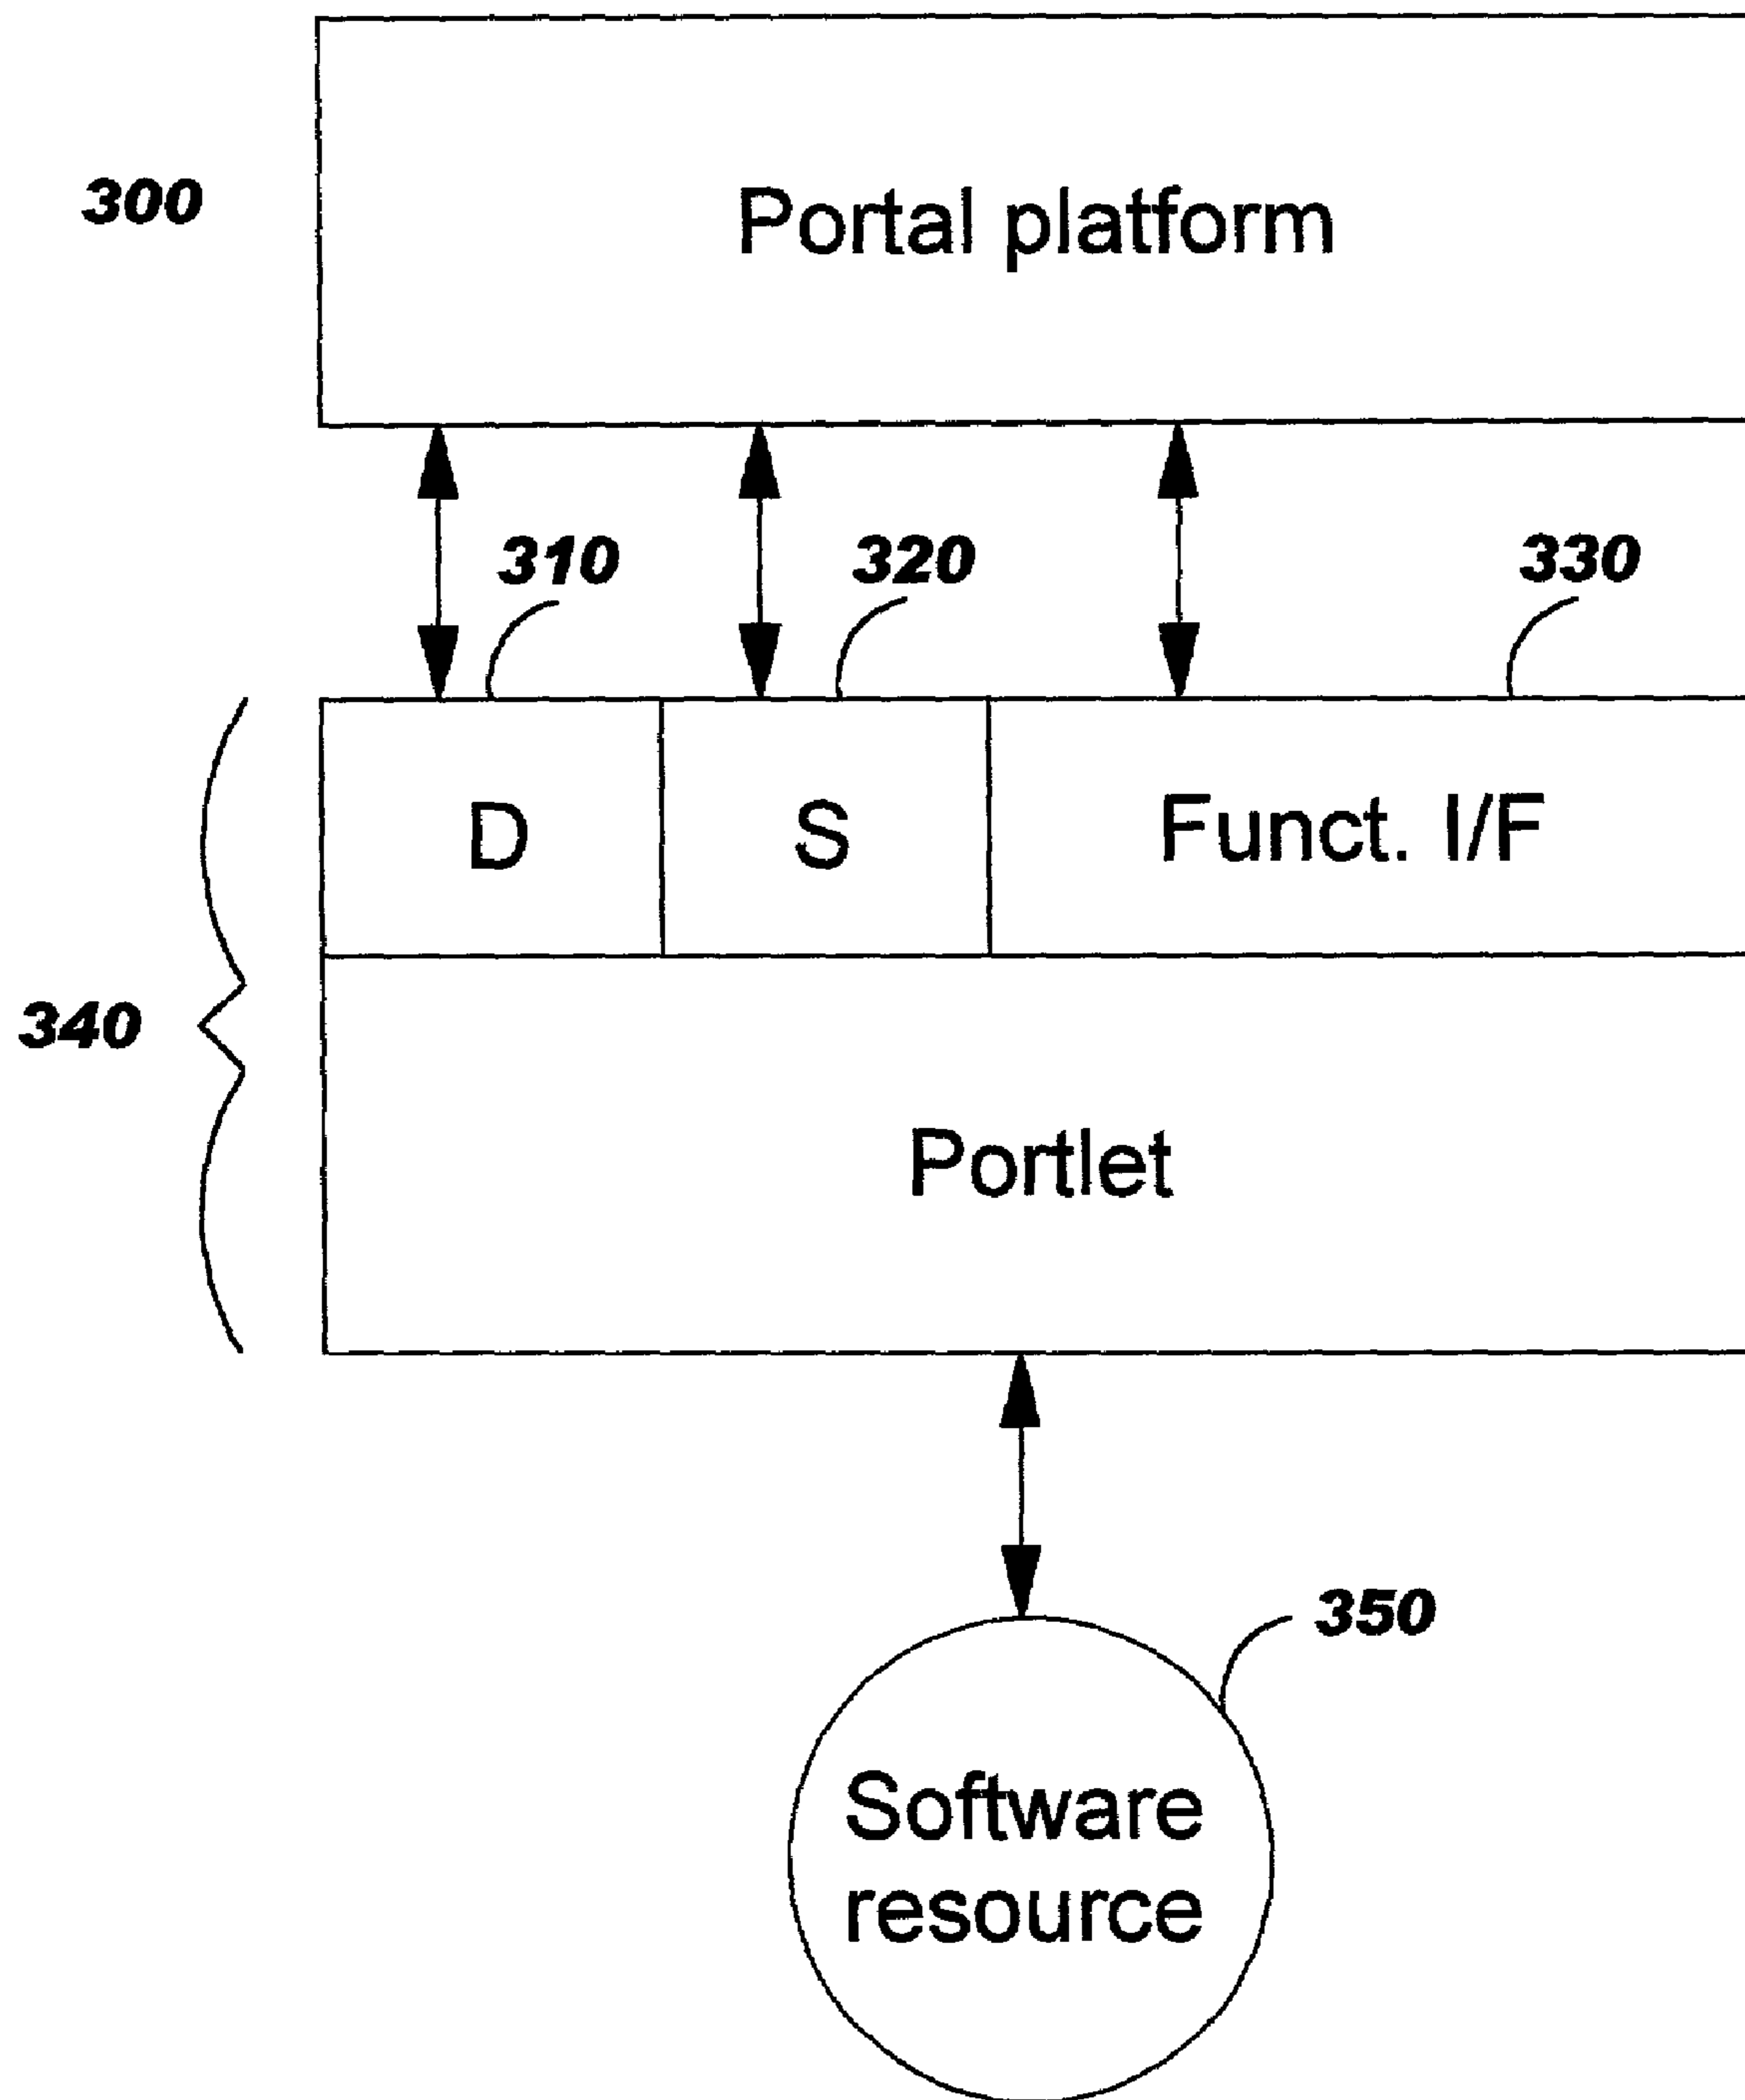 300
Portal platform
310
320
330
D
S
Funct. I/F
340
Portlet
350
Software
resource